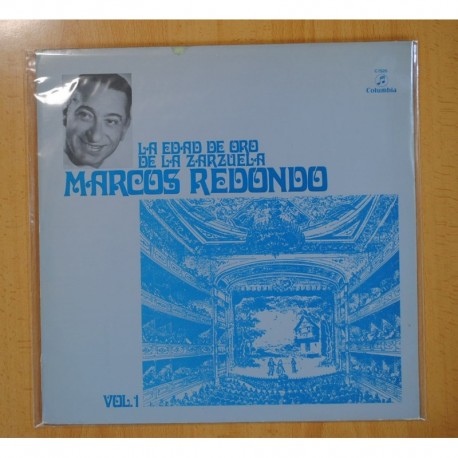 Columbia
LA EDAD DE ORO
DE LA ZARZUELA
MARCOS REDONDO
VOL. 1